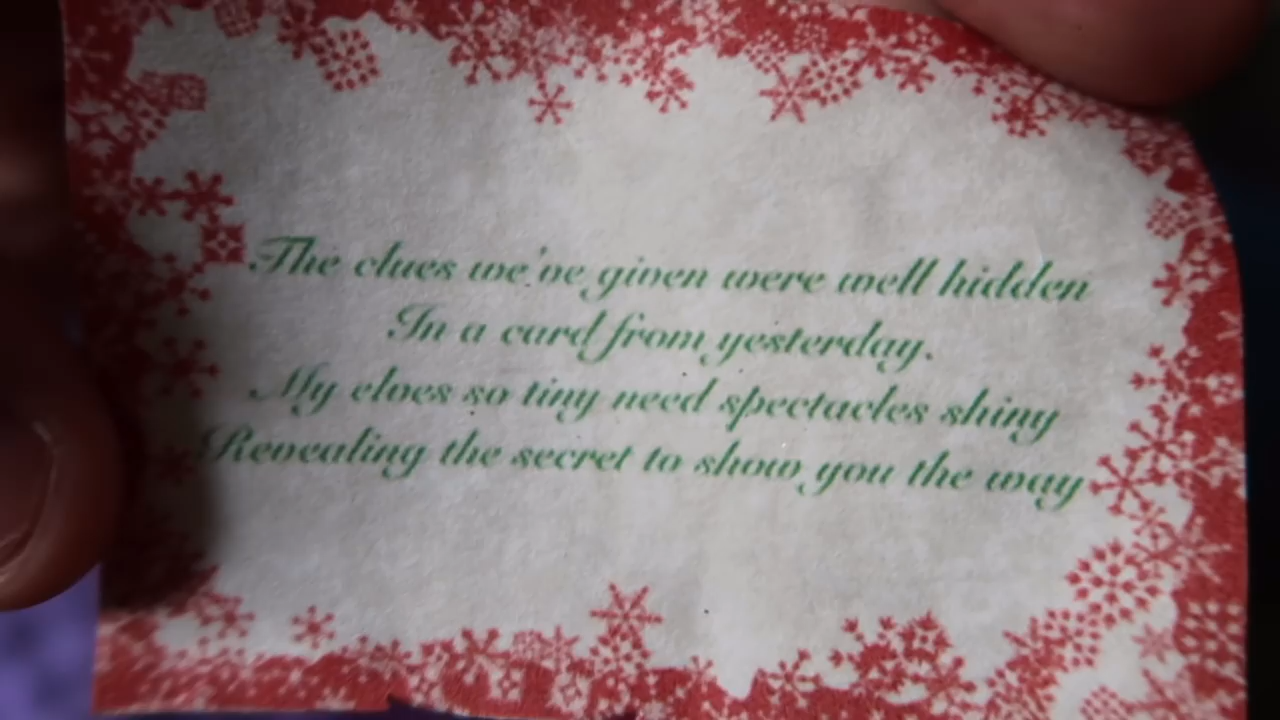 The clues we've given were well hidden
In a card from yesterday.
My elves so tiny need spectacles shiny
Revealing the secret to show you the way